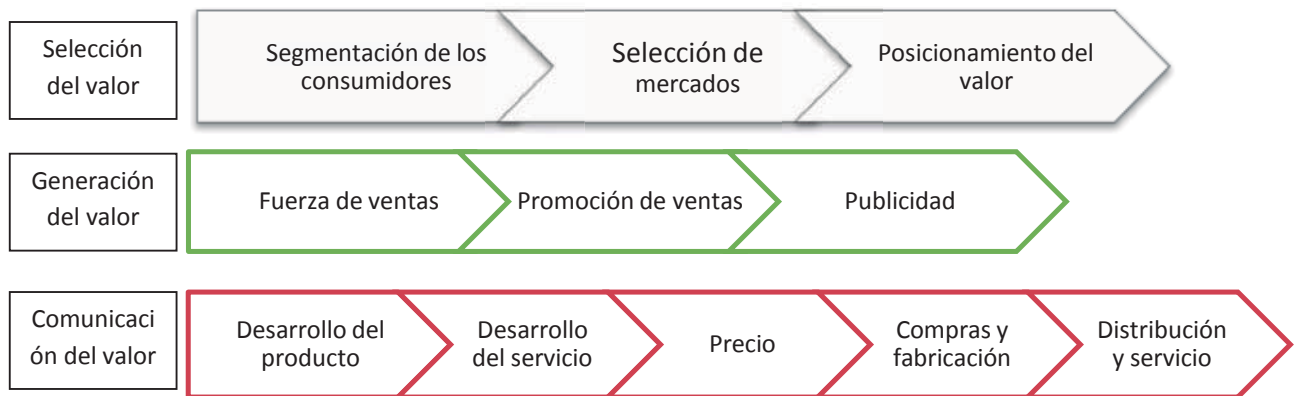 Selección
del valor
Segmentación de los
consumidores
Selección de
mercados
Posicionamiento del
valor
Generación
del valor
Fuerza de ventas
Promoción de ventas
Publicidad
Comunicaci
ón del valor
Desarrollo del
producto
Desarrollo
del servicio
Precio
Compras y
fabricación
Distribución
y servicio